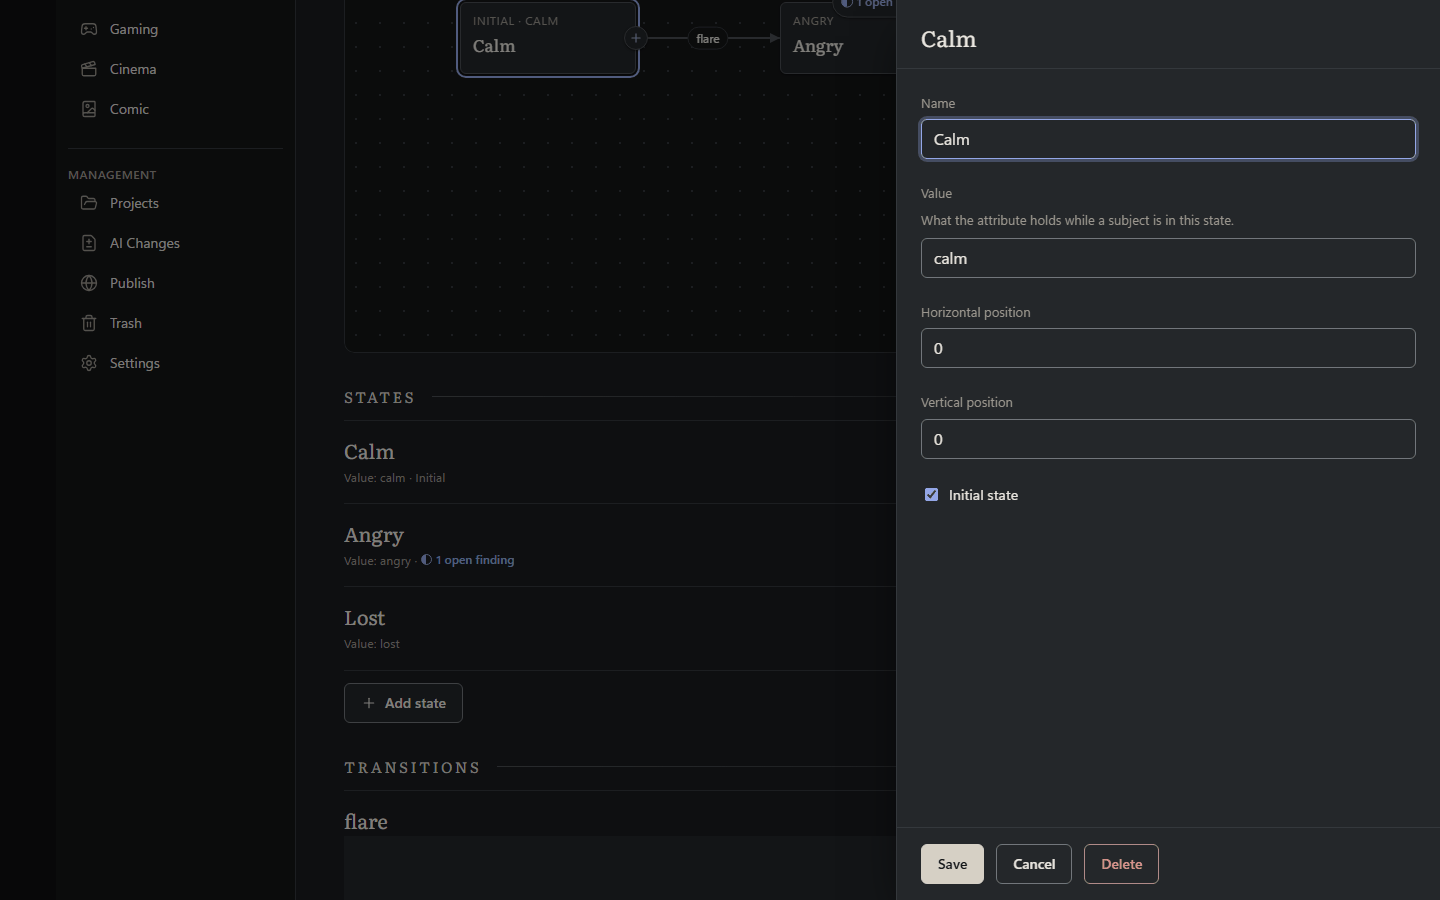 Gaming
Cinema
Comic
MANAGEMENT
Projects
AI Changes
Publish
Trash
Settings
INITIAL · CALM
Calm
flare
1 open
ANGRY
Angry
STATES
Calm
Value: calm · Initial
Angry
Value: angry · 1 open finding
Lost
Value: lost
Add state
TRANSITIONS
flare
Calm
Name
Calm
Value
What the attribute holds while a subject is in this state.
calm
Horizontal position
0
Vertical position
0
Initial state
Save
Cancel
Delete